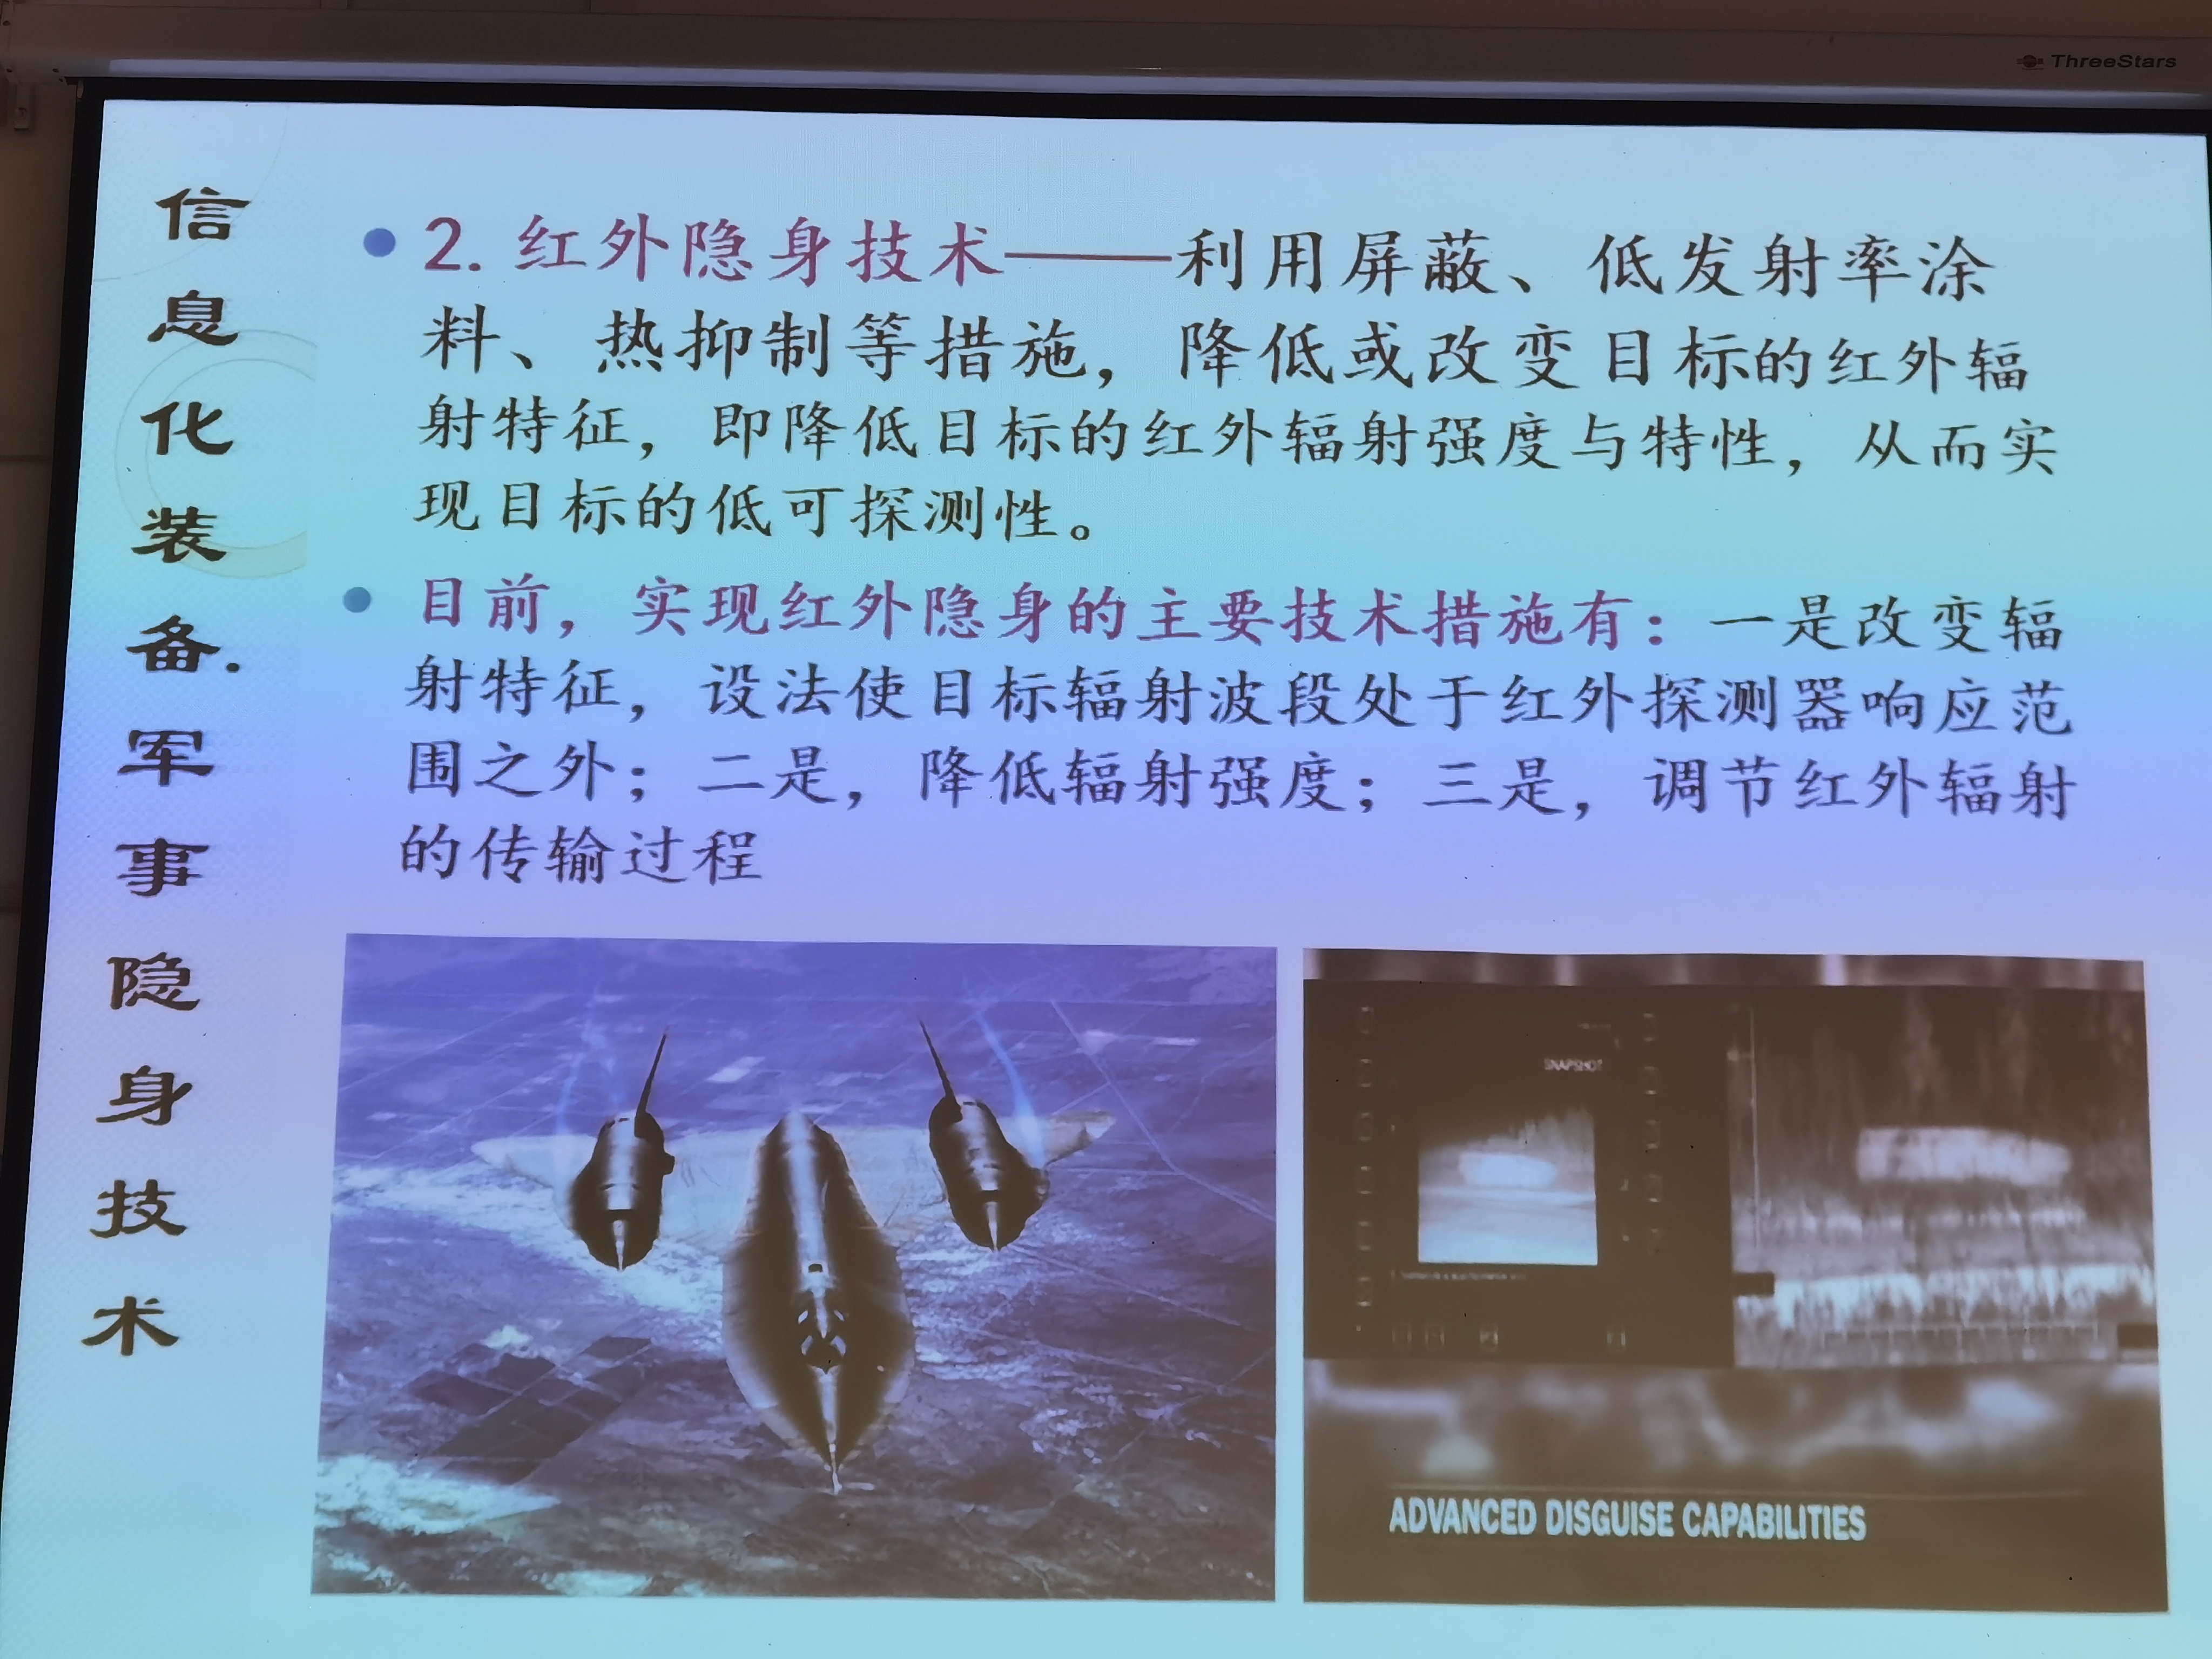 ThreeStars
信息化装备.军事隐身技术
2. 红外隐身技术——利用屏蔽、低发射率涂
料、热抑制等措施，降低或改变目标的红外辐
射特征，即降低目标的红外辐射强度与特性，从而实
现目标的低可探测性。
目前，实现红外隐身的主要技术措施有：一是改变辐
射特征，设法使目标辐射波段处于红外探测器响应范
围之外；二是，降低辐射强度；三是，调节红外辐射
的传输过程
SNAPSHOT
ADVANCED DISGUISE CAPABILITIES